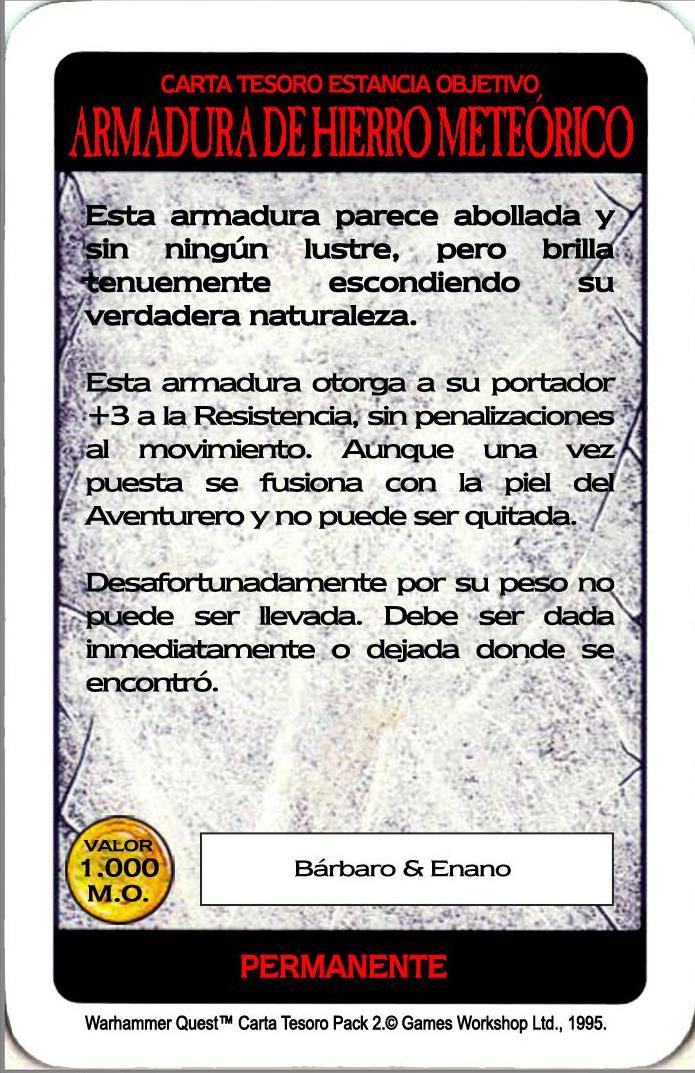 CARTA TESORO ESTANCIA OBJETIVO
ARMADURA DE HIERRO METEÓRICO
Esta armadura parece abollada y
sin ningún lustre, pero brilla
tenuemente escondiendo su
verdadera naturaleza.
Esta armadura otorga a su portador
+3 a la Resistencia, sin penalizaciones
al movimiento. Aunque una vez
puesta se fusiona con la piel del
Aventurero y no puede ser quitada.
Desafortunadamente por su peso no
puede ser llevada. Debe ser dada
inmediatamente o dejada donde se
encontró.
VALOR
1.000
M.O.
Bárbaro & Enano
PERMANENTE
Warhammer Quest™ Carta Tesoro Pack 2.© Games Workshop Ltd., 1995.